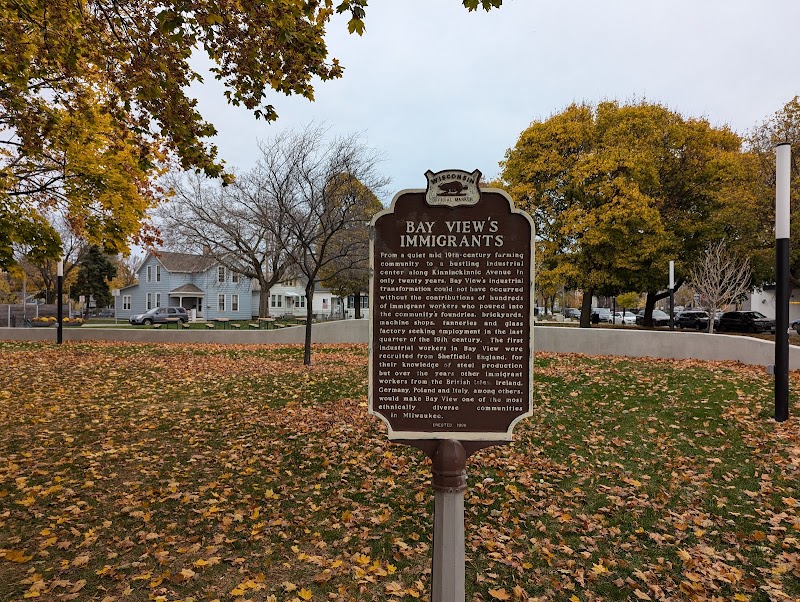 WISCONSIN
OFFICIAL MARKER
BAY VIEW'S
IMMIGRANTS
From a quiet mid 19th-century farming
community to a bustling industrial
center along Kinnickinnic Avenue in
only twenty years, Bay View's industrial
transformation could not have occurred
without the contributions of hundreds
of immigrant workers who poured into
the community's foundries, brickyards,
machine shops, tanneries and glass
factory seeking employment in the last
quarter of the 19th century. The first
industrial workers in Bay View were
recruited from Sheffield, England, for
their knowledge of steel production
but over the years other immigrant
workers from the British Isles, Ireland,
Germany, Poland and Italy, among others,
would make Bay View one of the most
ethnically diverse communities
in Milwaukee.
ERECTED